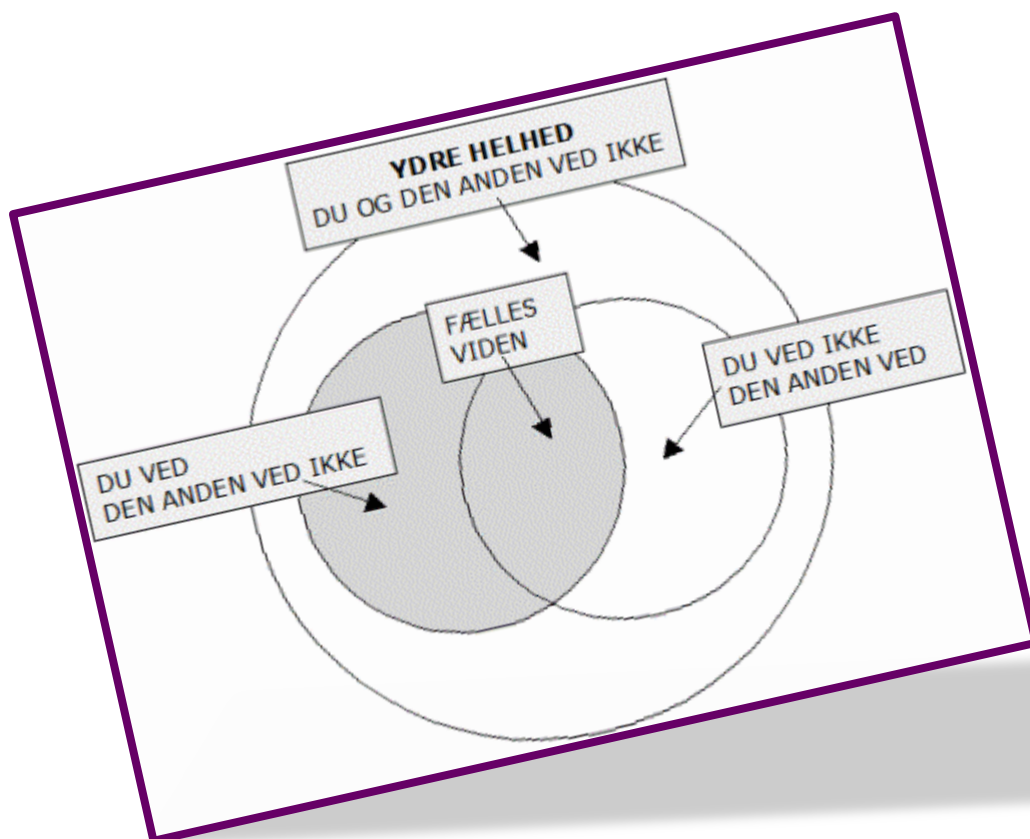 YDRE HELHED
DU OG DEN ANDEN VED IKKE
FÆLLES
VIDEN
DU VED IKKE
DEN ANDEN VED
DU VED
DEN ANDEN VED IKKE